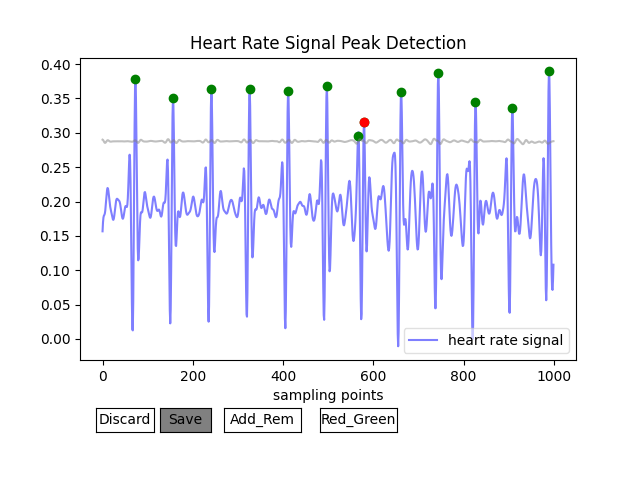 Heart Rate Signal Peak Detection
0.40
0.35
0.30
0.25
0.20
0.15
0.10
0.05
0.00
heart rate signal
0 200 400 600 800 1000
sampling points
Discard Save Add_Rem Red_Green